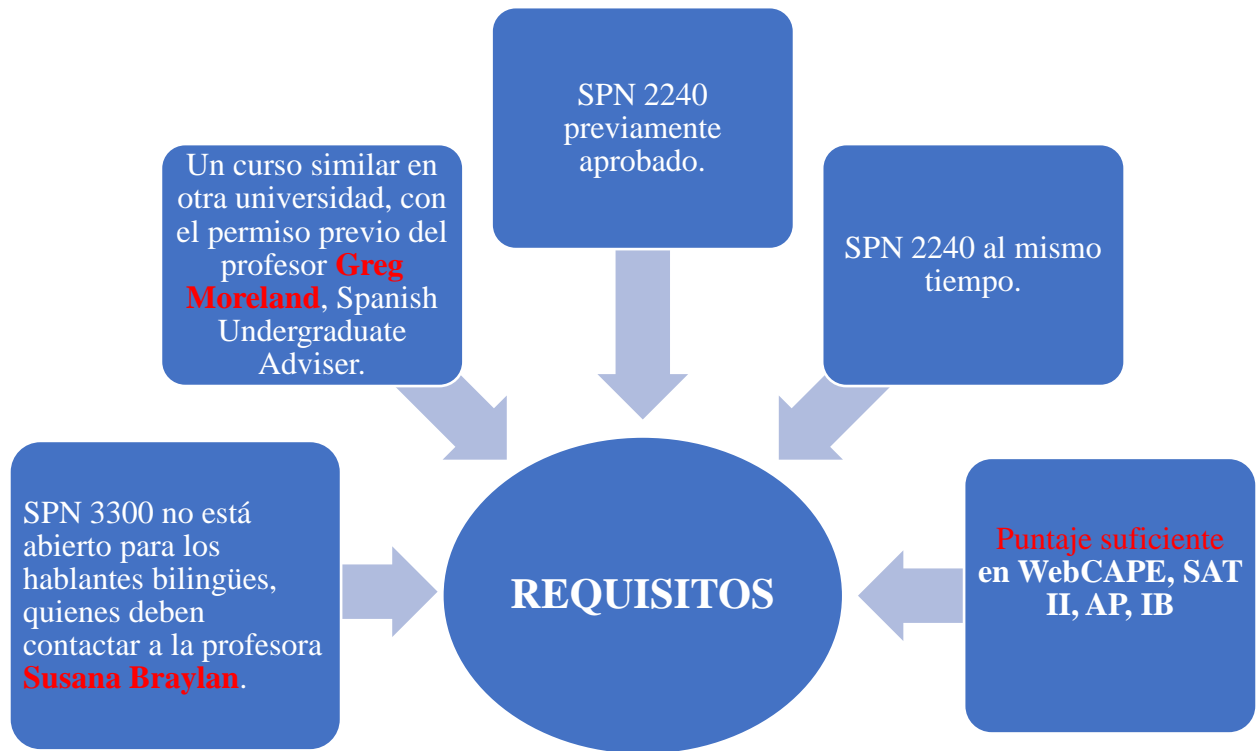 SPN 2240
previamente
aprobado.
Un curso similar en
otra universidad, con
el permiso previo del
profesor Greg
Moreland, Spanish
Undergraduate
Adviser.
SPN 2240 al mismo
tiempo.
SPN 3300 no está
abierto para los
hablantes bilingües,
quienes deben
contactar a la profesora
Susana Braylan.
REQUISITOS
Puntaje suficiente
en WebCAPE, SAT
II, AP, IB